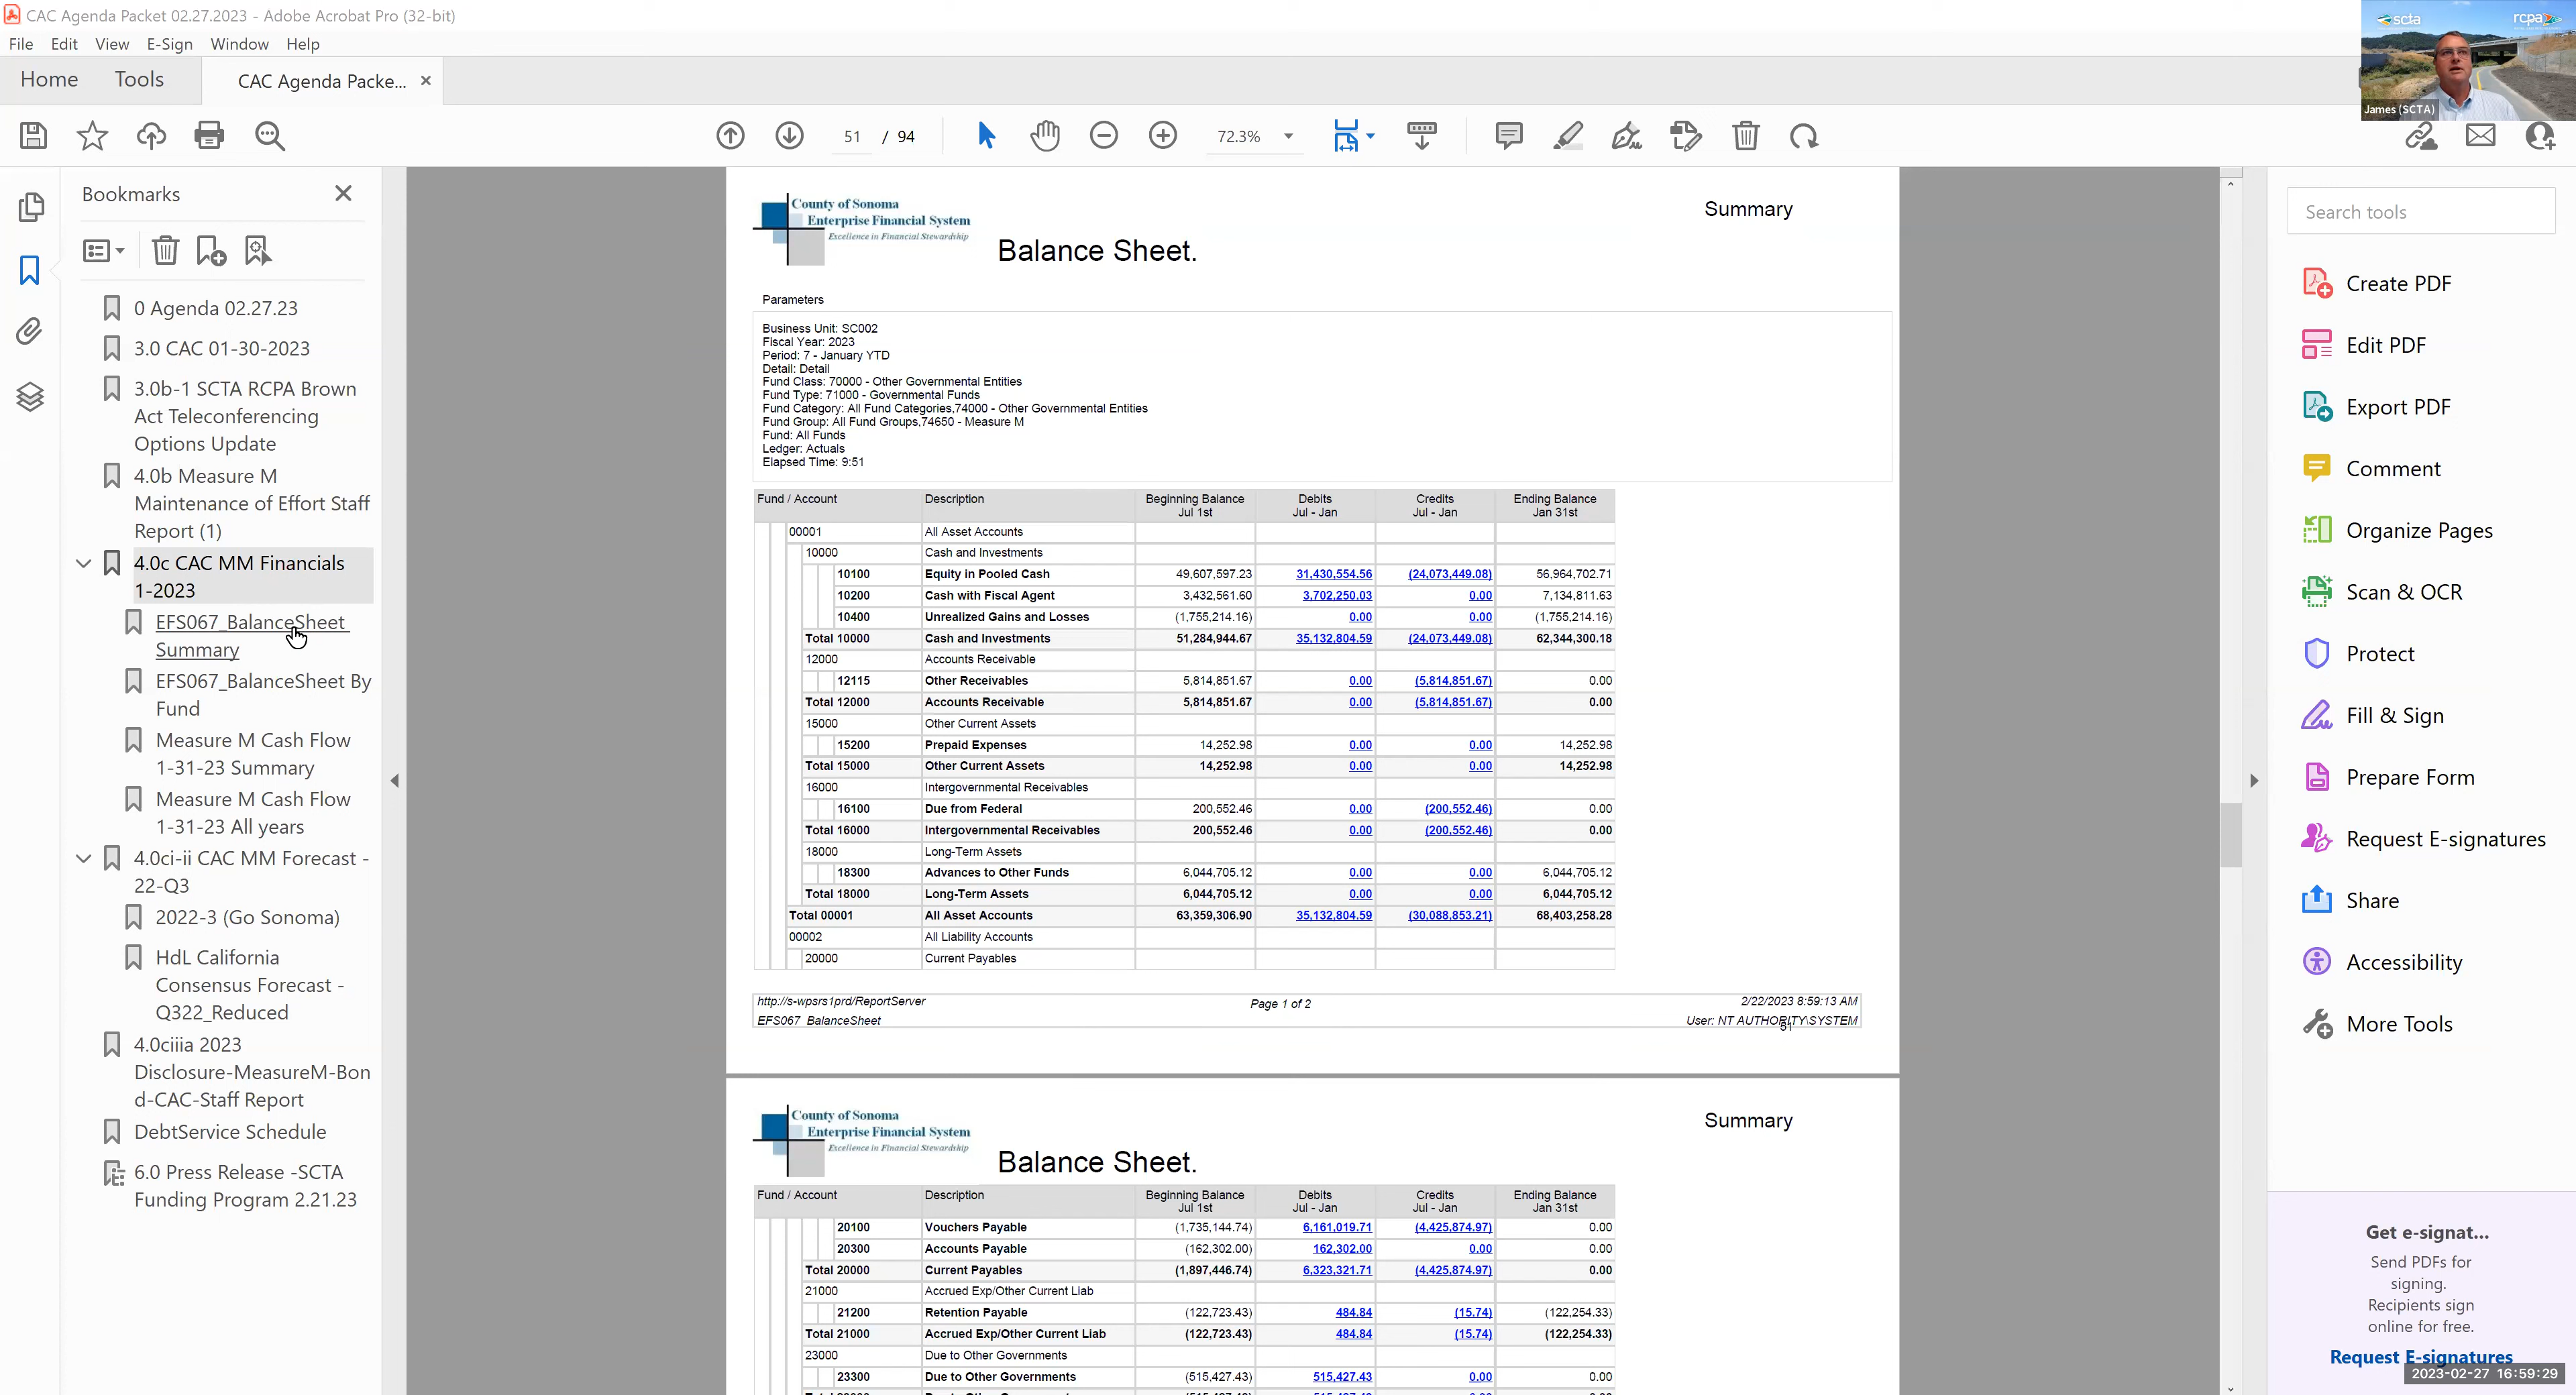 CAC Agenda Packet 02.27.2023 - Adobe Acrobat Pro (32-bit)
File Edit View E-Sign Window Help
Home Tools CAC Agenda Packe... ×
51 / 94 72.3%
scta rcpa
James (SCTA)
Bookmarks
0 Agenda 02.27.23
3.0 CAC 01-30-2023
3.0b-1 SCTA RCPA Brown
Act Teleconferencing
Options Update
4.0b Measure M
Maintenance of Effort Staff
Report (1)
4.0c CAC MM Financials
1-2023
EFS067_BalanceSheet
Summary
EFS067_BalanceSheet By
Fund
Measure M Cash Flow
1-31-23 Summary
Measure M Cash Flow
1-31-23 All years
4.0ci-ii CAC MM Forecast -
22-Q3
2022-3 (Go Sonoma)
HdL California
Consensus Forecast -
Q322_Reduced
4.0ciiia 2023
Disclosure-MeasureM-Bon
d-CAC-Staff Report
DebtService Schedule
6.0 Press Release -SCTA
Funding Program 2.21.23
County of Sonoma
Enterprise Financial System
Excellence in Financial Stewardship
Summary
Balance Sheet.
Parameters
Business Unit: SC002
Fiscal Year: 2023
Period: 7 - January YTD
Detail: Detail
Fund Class: 70000 - Other Governmental Entities
Fund Type: 71000 - Governmental Funds
Fund Category: All Fund Categories,74000 - Other Governmental Entities
Fund Group: All Fund Groups,74650 - Measure M
Fund: All Funds
Ledger: Actuals
Elapsed Time: 9:51
Fund / Account Description Beginning Balance Debits Credits Ending Balance
Jul 1st Jul - Jan Jul - Jan Jan 31st
00001 All Asset Accounts
10000 Cash and Investments
10100 Equity in Pooled Cash 49,607,597.23 31,430,554.56 (24,073,449.08) 56,964,702.71
10200 Cash with Fiscal Agent 3,432,561.60 3,702,250.03 0.00 7,134,811.63
10400 Unrealized Gains and Losses (1,755,214.16) 0.00 0.00 (1,755,214.16)
Total 10000 Cash and Investments 51,284,944.67 35,132,804.59 (24,073,449.08) 62,344,300.18
12000 Accounts Receivable
12115 Other Receivables 5,814,851.67 0.00 (5,814,851.67) 0.00
Total 12000 Accounts Receivable 5,814,851.67 0.00 (5,814,851.67) 0.00
15000 Other Current Assets
15200 Prepaid Expenses 14,252.98 0.00 0.00 14,252.98
Total 15000 Other Current Assets 14,252.98 0.00 0.00 14,252.98
16000 Intergovernmental Receivables
16100 Due from Federal 200,552.46 0.00 (200,552.46) 0.00
Total 16000 Intergovernmental Receivables 200,552.46 0.00 (200,552.46) 0.00
18000 Long-Term Assets
18300 Advances to Other Funds 6,044,705.12 0.00 0.00 6,044,705.12
Total 18000 Long-Term Assets 6,044,705.12 0.00 0.00 6,044,705.12
Total 00001 All Asset Accounts 63,359,306.90 35,132,804.59 (30,088,853.21) 68,403,258.28
00002 All Liability Accounts
20000 Current Payables
http://s-wpsrs1prd/ReportServer Page 1 of 2 2/22/2023 8:59:13 AM
EFS067_BalanceSheet User: NT AUTHORITY\SYSTEM
51
County of Sonoma
Enterprise Financial System
Excellence in Financial Stewardship
Summary
Balance Sheet.
Fund / Account Description Beginning Balance Debits Credits Ending Balance
Jul 1st Jul - Jan Jul - Jan Jan 31st
20100 Vouchers Payable (1,735,144.74) 6,161,019.71 (4,425,874.97) 0.00
20300 Accounts Payable (162,302.00) 162,302.00 0.00 0.00
Total 20000 Current Payables (1,897,446.74) 6,323,321.71 (4,425,874.97) 0.00
21000 Accrued Exp/Other Current Liab
21200 Retention Payable (122,723.43) 484.84 (15.74) (122,254.33)
Total 21000 Accrued Exp/Other Current Liab (122,723.43) 484.84 (15.74) (122,254.33)
23000 Due to Other Governments
23300 Due to Other Governments (515,427.43) 515,427.43 0.00 0.00
Search tools
Create PDF
Edit PDF
Export PDF
Comment
Organize Pages
Scan & OCR
Protect
Fill & Sign
Prepare Form
Request E-signatures
Share
Accessibility
More Tools
Get e-signat...
Send PDFs for
signing.
Recipients sign
online for free.
Request E-signatures
2023-02-27 16:59:29